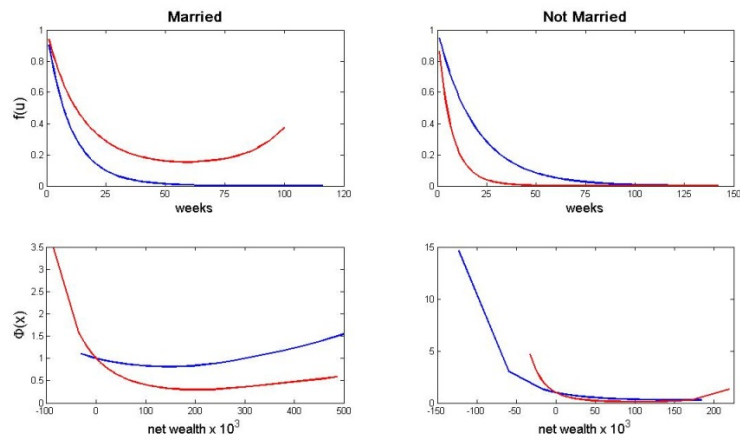 Married
Not Married
1
0.8
0.6
0.4
0.2
0
f(u)
0 25 50 75 100 120
weeks
1
0.8
0.6
0.4
0.2
0
0 25 50 75 100 125 150
weeks
3.5
3
2.5
2
1.5
1
0.5
0
Φ(x)
-100 0 100 200 300 400 500
net wealth x 10³
15
10
5
0
-150 -100 -50 0 50 100 150 200
net wealth x 10³